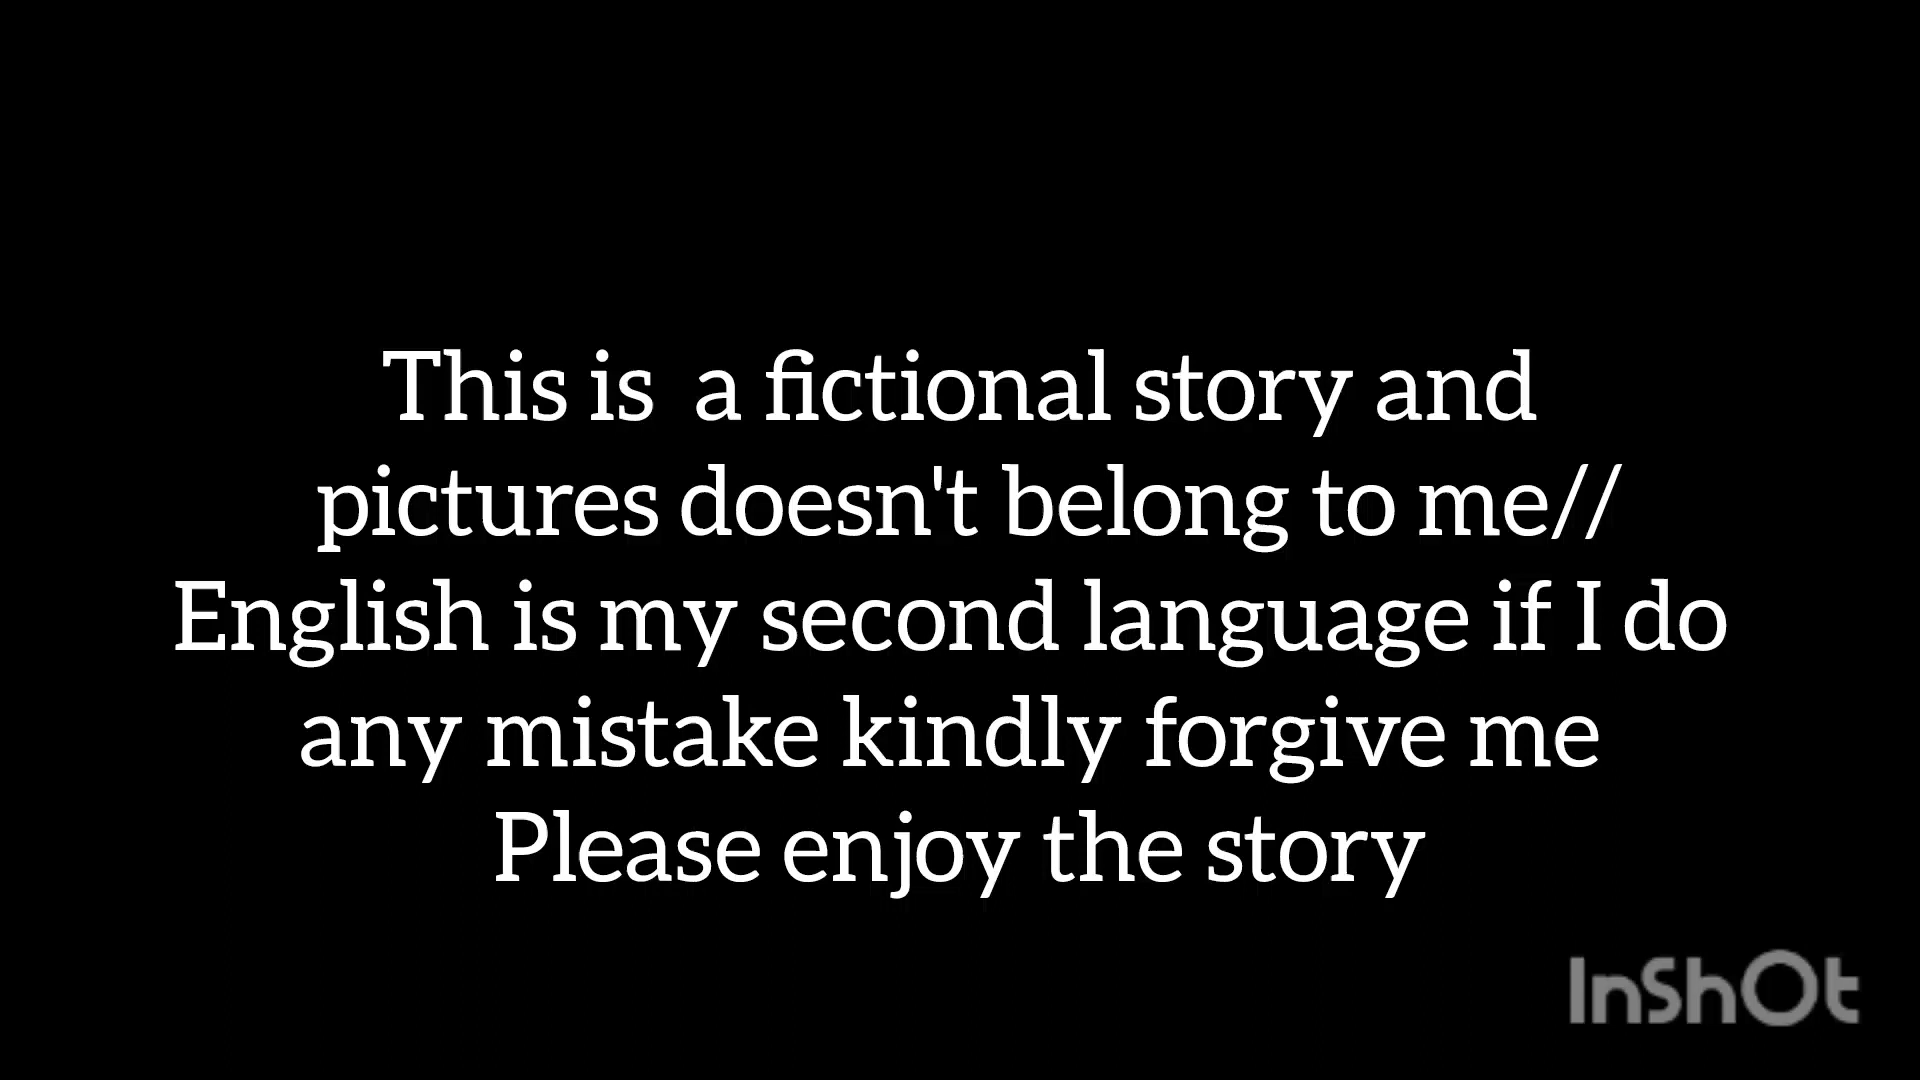 This is  a fictional story and
pictures doesn't belong to me//
English is my second language if I do
any mistake kindly forgive me
Please enjoy the story
InShOt